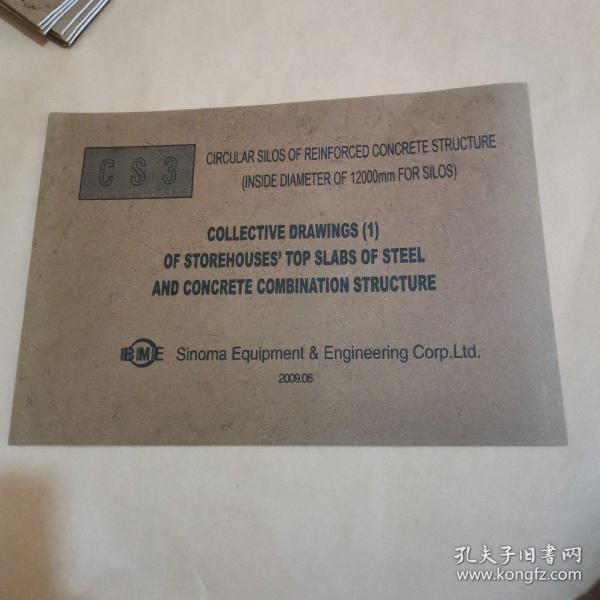 CS3
CIRCULAR SILOS OF REINFORCED CONCRETE STRUCTURE
(INSIDE DIAMETER OF 12000mm FOR SILOS)
COLLECTIVE DRAWINGS (1)
OF STOREHOUSES' TOP SLABS OF STEEL
AND CONCRETE COMBINATION STRUCTURE
BME Sinoma Equipment & Engineering Corp.Ltd.
2009.06
孔夫子旧书网
www.kongfz.com